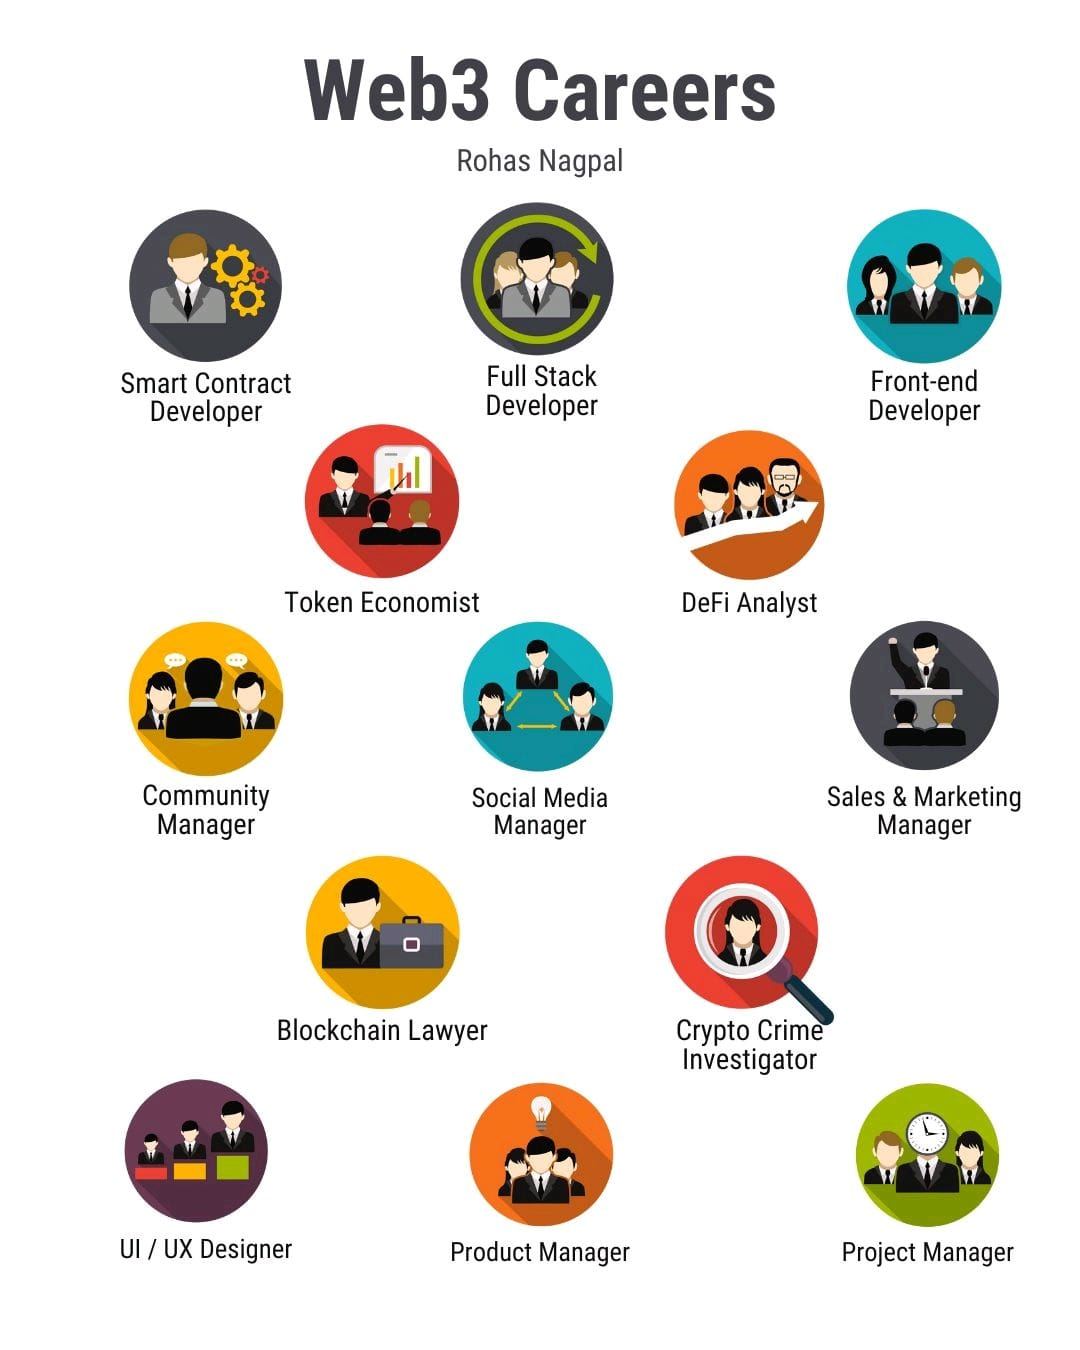 Web3 Careers
Rohas Nagpal
Smart Contract
Developer
Full Stack
Developer
Front-end
Developer
Token Economist
DeFi Analyst
Community
Manager
Social Media
Manager
Sales & Marketing
Manager
Blockchain Lawyer
Crypto Crime
Investigator
UI / UX Designer
Product Manager
Project Manager